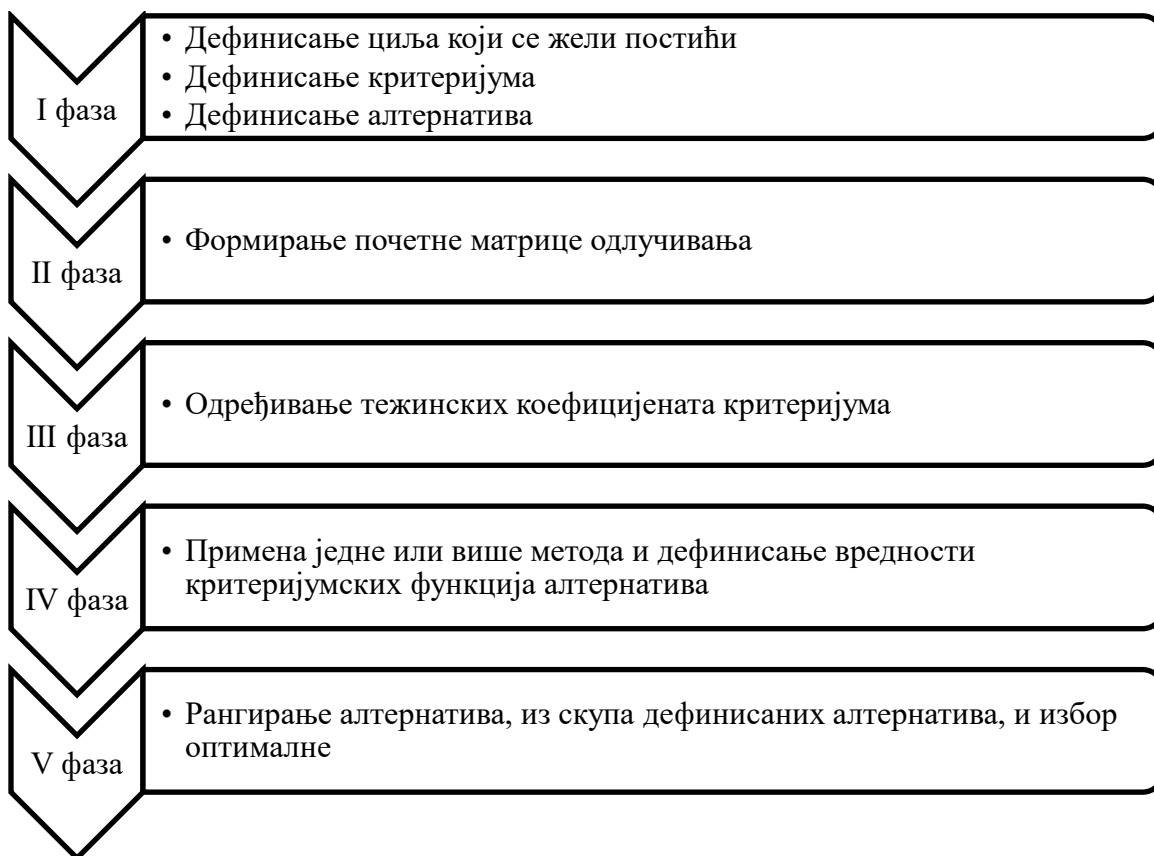 I фаза
• Дефинисање циља који се жели постићи
• Дефинисање критеријума
• Дефинисање алтернатива
II фаза
• Формирање почетне матрице одлучивања
III фаза
• Одређивање тежинских коефицијената критеријума
IV фаза
• Примена једне или више метода и дефинисање вредности
критеријумских функција алтернатива
V фаза
• Рангирање алтернатива, из скупа дефинисаних алтернатива, и избор
оптималне